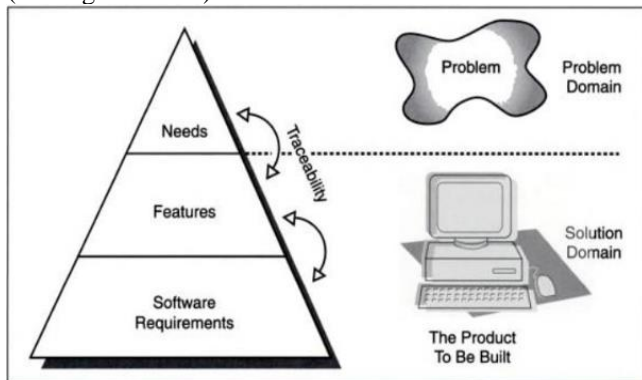 Needs
Features
Software
Requirements
Traceability
Problem
Problem
Domain
Solution
Domain
The Product
To Be Built